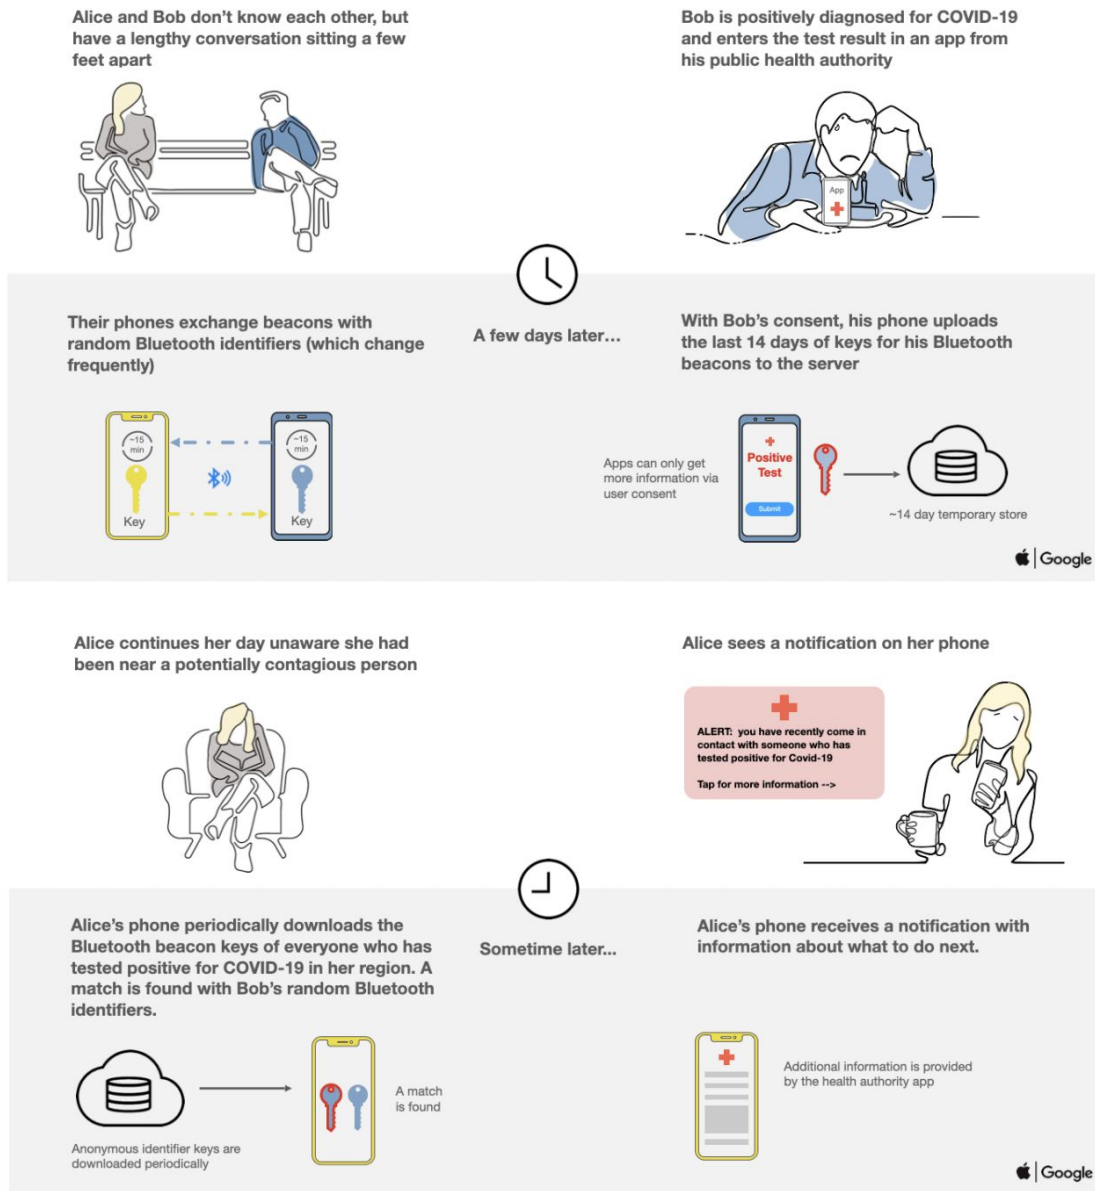 Alice and Bob don't know each other, but
have a lengthy conversation sitting a few
feet apart
Bob is positively diagnosed for COVID-19
and enters the test result in an app from
his public health authority
App
Their phones exchange beacons with
random Bluetooth identifiers (which change
frequently)
~15
min
Key
~15
min
Key
A few days later…
With Bob's consent, his phone uploads
the last 14 days of keys for his Bluetooth
beacons to the server
Apps can only get
more information via
user consent
Positive
Test
Submit
~14 day temporary store
Google
Alice continues her day unaware she had
been near a potentially contagious person
Alice sees a notification on her phone
ALERT: you have recently come in
contact with someone who has
tested positive for Covid-19
Tap for more information -->
Alice's phone periodically downloads the
Bluetooth beacon keys of everyone who has
tested positive for COVID-19 in her region. A
match is found with Bob's random Bluetooth
identifiers.
Anonymous identifier keys are
downloaded periodically
A match
is found
Sometime later...
Alice's phone receives a notification with
information about what to do next.
Additional information is provided
by the health authority app
Google